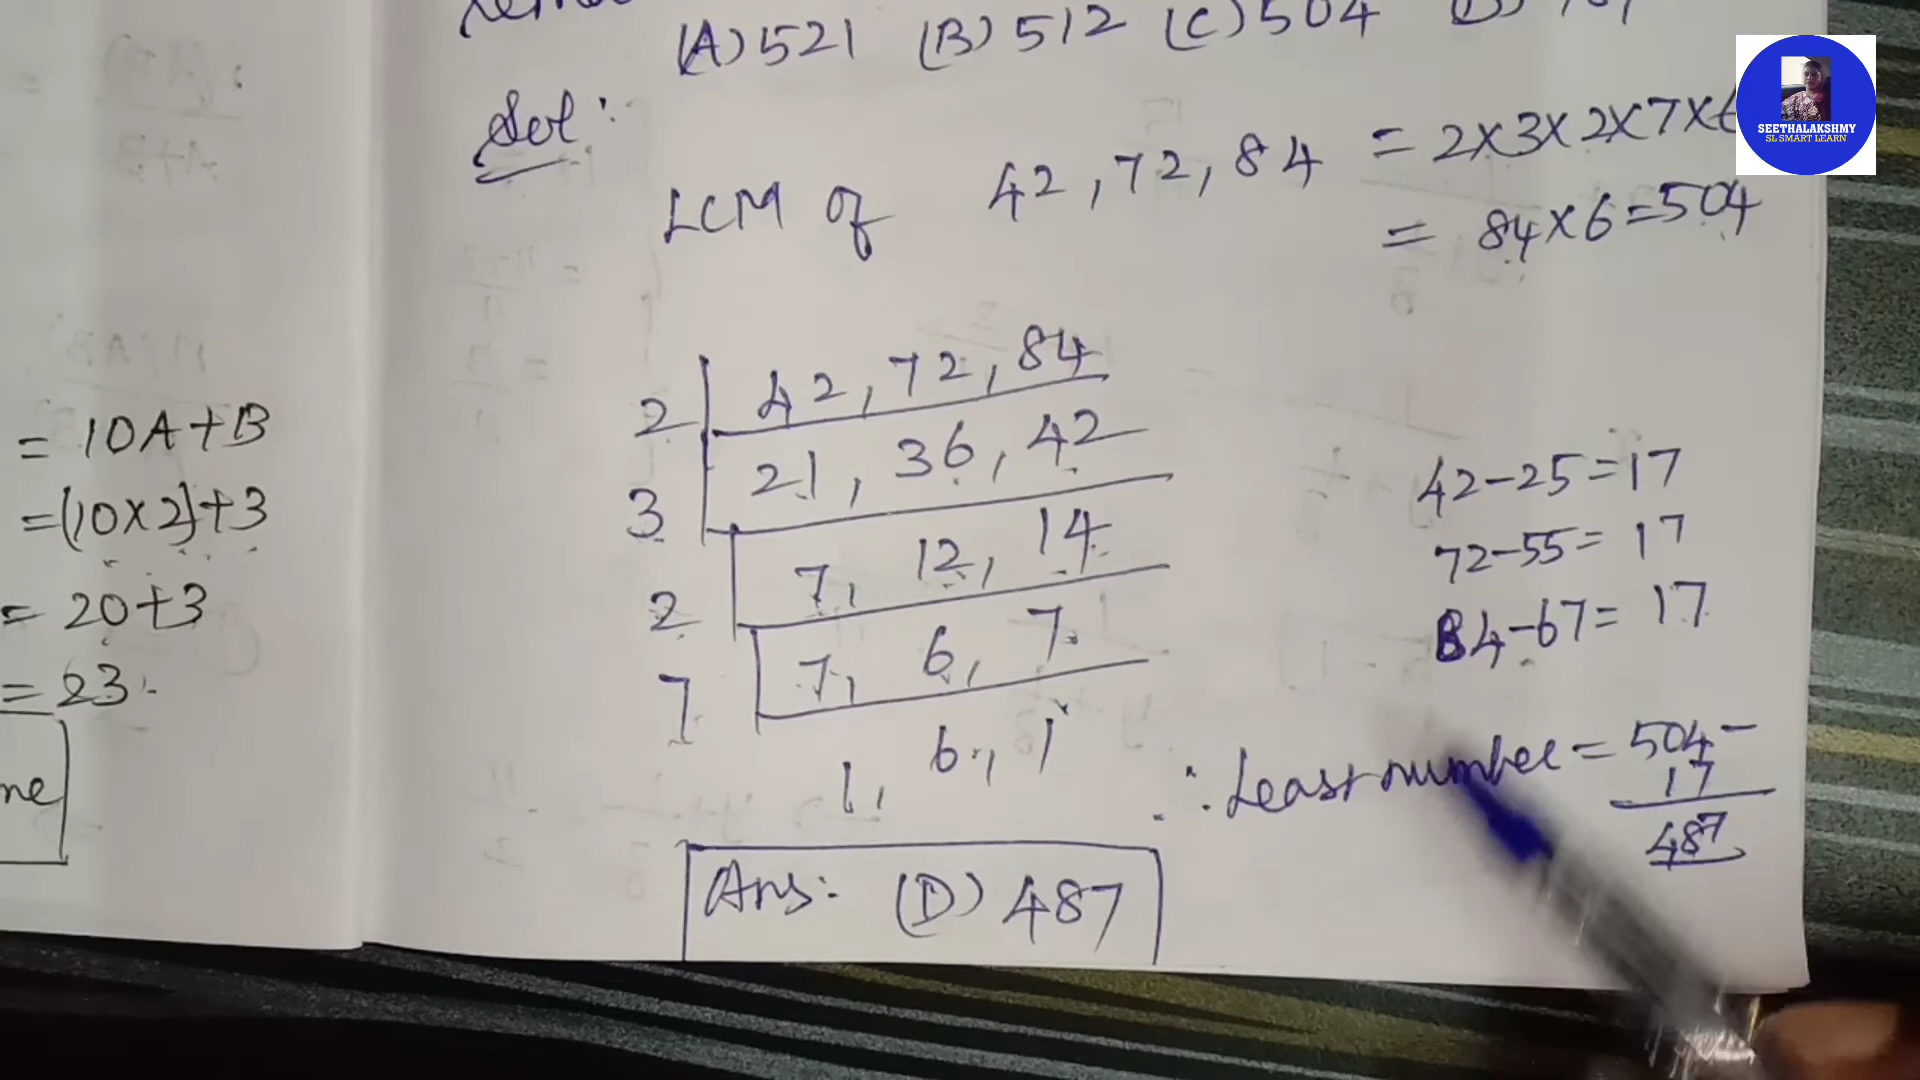 (A) 521 (B) 512 (C) 504
Sol:
LCM of 42, 72, 84 = 2×3×2×7×6
= 84×6=504
2 42, 72, 84
3 21, 36, 42
2 7, 12, 14
7 7, 6, 7
1, 6, 1
42-25=17
72-55=17
84-67=17
∴ Least number = 504-
17
487
Ans: (D) 487
= 10A+B
=(10×2)+3
= 20+3
= 23
SEETHALAKSHMY
SL SMART LEARN